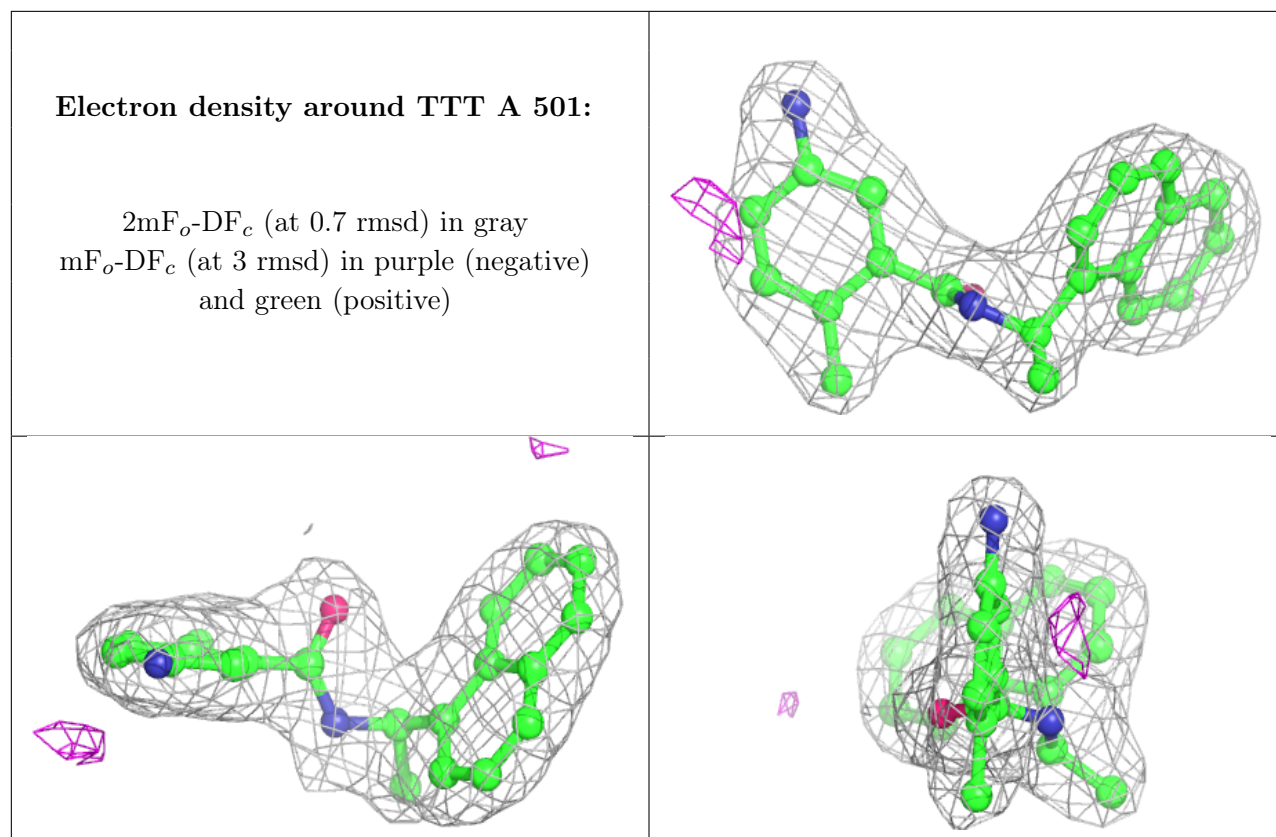 Electron density around TTT A 501:
2mFo-DFc (at 0.7 rmsd) in gray
mFo-DFc (at 3 rmsd) in purple (negative)
and green (positive)